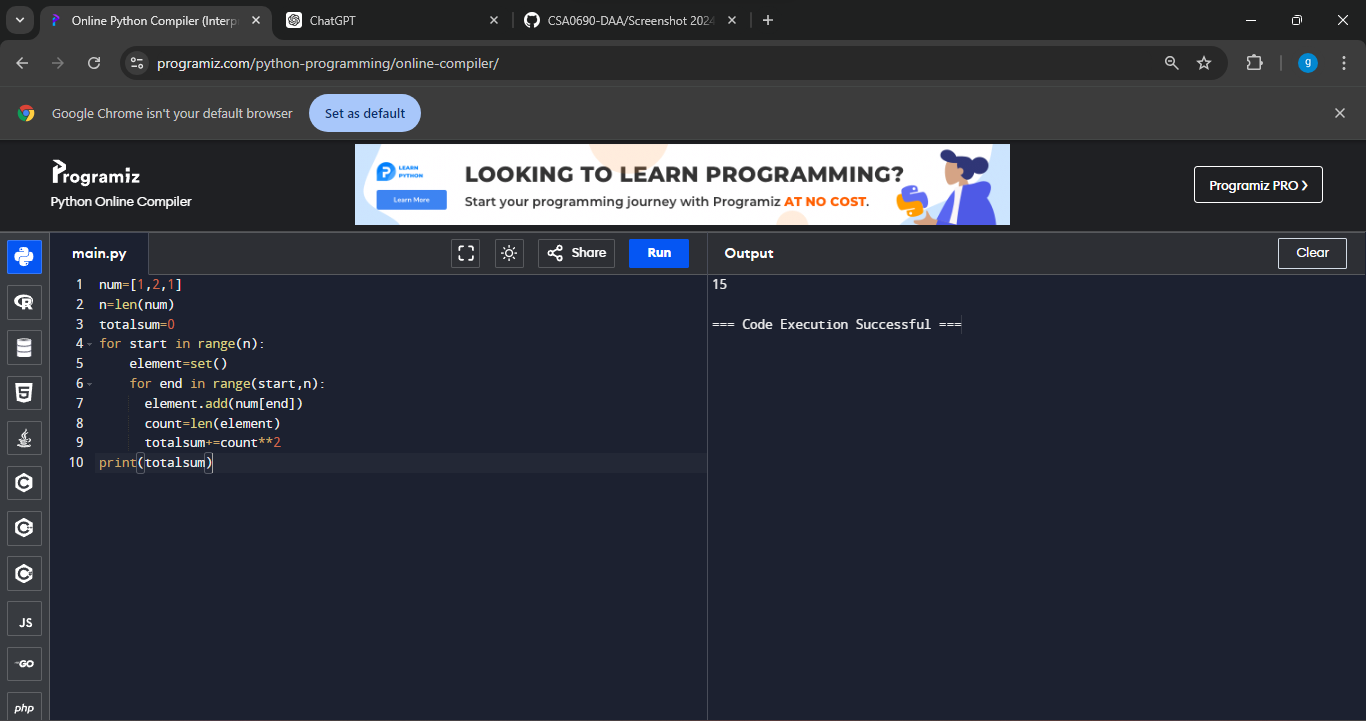 Online Python Compiler (Interp
ChatGPT
CSA0690-DAA/Screenshot 2024
programiz.com/python-programming/online-compiler/
g
Google Chrome isn't your default browser
Set as default
Programiz
Python Online Compiler
LEARN
PYTHON
Learn More
LOOKING TO LEARN PROGRAMMING?
Start your programming journey with Programiz AT NO COST.
Programiz PRO
main.py
Share
Run
Output
Clear
1 num=[1,2,1]
2 n=len(num)
3 totalsum=0
4 for start in range(n):
5     element=set()
6     for end in range(start,n):
7       element.add(num[end])
8       count=len(element)
9       totalsum+=count**2
10 print(totalsum)
15
=== Code Execution Successful ===
R
5
C
C
C
JS
GO
php